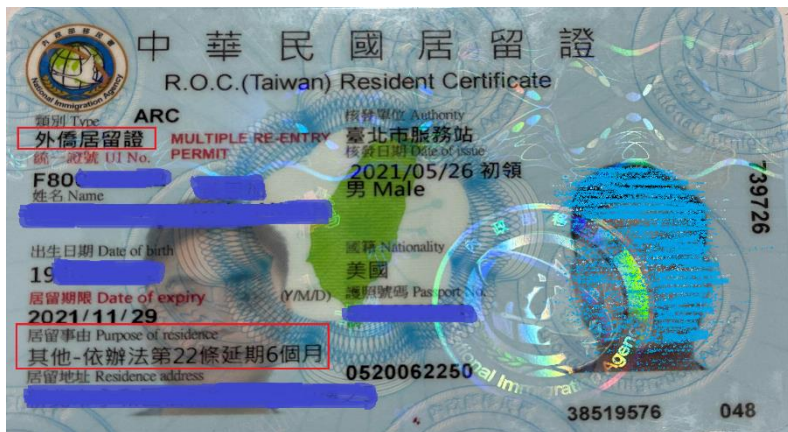 中華民國居留證
R.O.C.(Taiwan) Resident Certificate
內政部移民署
National Immigration Agency
類別 Type ARC
外僑居留證 MULTIPLE RE-ENTRY PERMIT
核發單位 Authority
臺北市服務站
統一證號 UI No.
F80
核發日期 Date of issue
2021/05/26 初領
姓名 Name
男 Male
出生日期 Date of birth
19
國籍 Nationality
美國
居留期限 Date of expiry (Y/M/D)
2021/11/29
護照號碼 Passport No.
居留事由 Purpose of residence
其他-依辦法第22條延期6個月
居留地址 Residence address
0520062250
739726
38519576 048